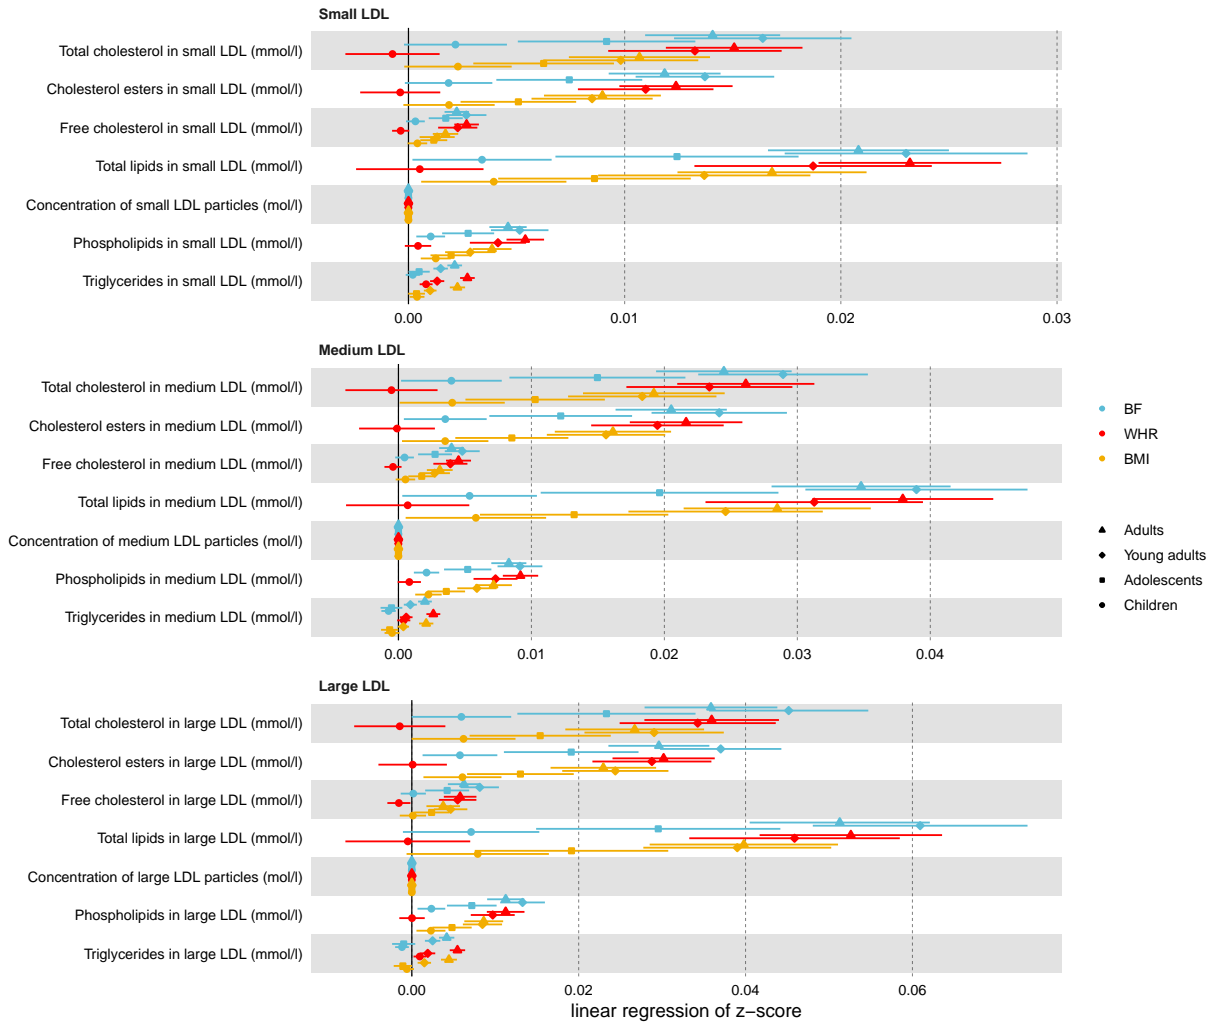 Small LDL
Total cholesterol in small LDL (mmol/l)
Cholesterol esters in small LDL (mmol/l)
Free cholesterol in small LDL (mmol/l)
Total lipids in small LDL (mmol/l)
Concentration of small LDL particles (mol/l)
Phospholipids in small LDL (mmol/l)
Triglycerides in small LDL (mmol/l)
0.00 0.01 0.02 0.03
Medium LDL
Total cholesterol in medium LDL (mmol/l)
Cholesterol esters in medium LDL (mmol/l)
Free cholesterol in medium LDL (mmol/l)
Total lipids in medium LDL (mmol/l)
Concentration of medium LDL particles (mol/l)
Phospholipids in medium LDL (mmol/l)
Triglycerides in medium LDL (mmol/l)
0.00 0.01 0.02 0.03 0.04
Large LDL
Total cholesterol in large LDL (mmol/l)
Cholesterol esters in large LDL (mmol/l)
Free cholesterol in large LDL (mmol/l)
Total lipids in large LDL (mmol/l)
Concentration of large LDL particles (mol/l)
Phospholipids in large LDL (mmol/l)
Triglycerides in large LDL (mmol/l)
0.00 0.02 0.04 0.06
linear regression of z−score
BF
WHR
BMI
Adults
Young adults
Adolescents
Children